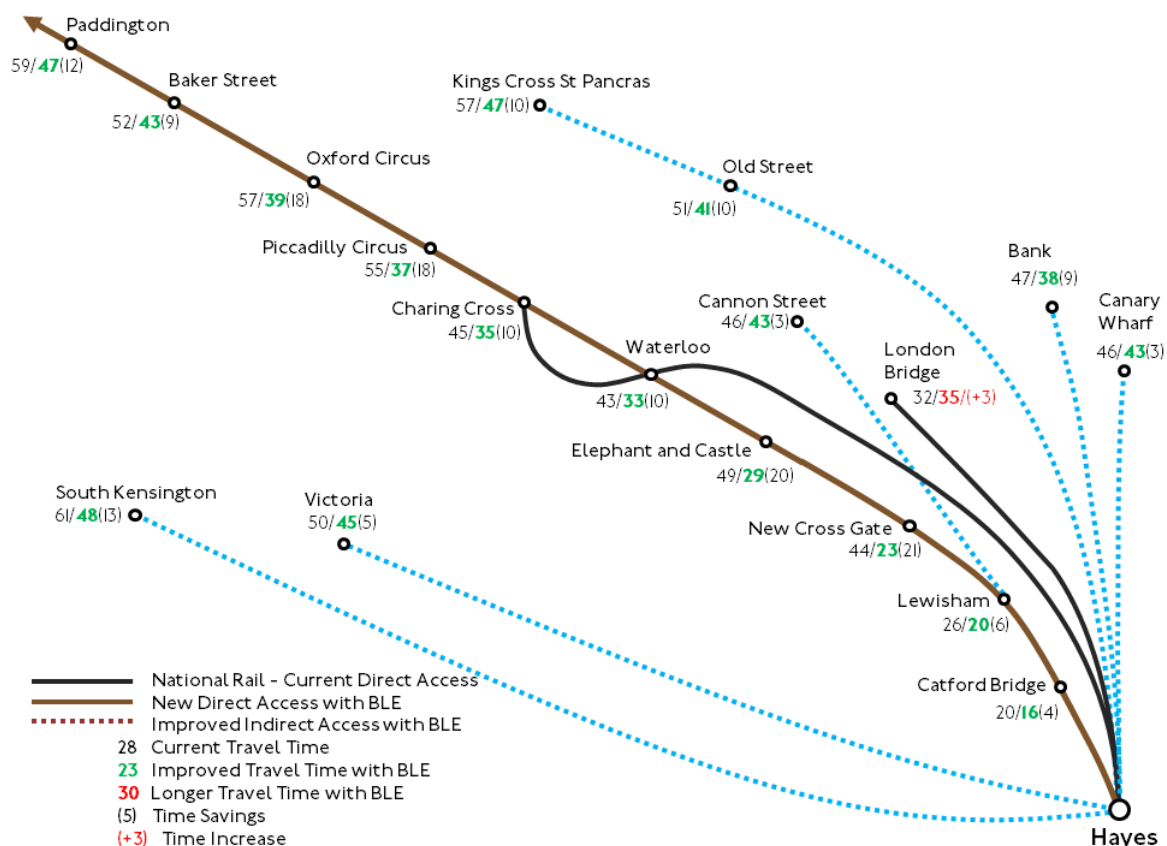 Paddington
59/47(12)
Baker Street
52/43(9)
Kings Cross St Pancras
57/47(10)
Oxford Circus
57/39(18)
Old Street
51/41(10)
Piccadilly Circus
55/37(18)
Bank
47/38(9)
Charing Cross
45/35(10)
Cannon Street
46/43(3)
Canary
Wharf
46/43(3)
Waterloo
43/33(10)
London
Bridge
32/35/(+3)
Elephant and Castle
49/29(20)
South Kensington
61/48(13)
Victoria
50/45(5)
New Cross Gate
44/23(21)
Lewisham
26/20(6)
Catford Bridge
20/16(4)
Hayes
National Rail - Current Direct Access
New Direct Access with BLE
Improved Indirect Access with BLE
28 Current Travel Time
23 Improved Travel Time with BLE
30 Longer Travel Time with BLE
(5) Time Savings
(+3) Time Increase